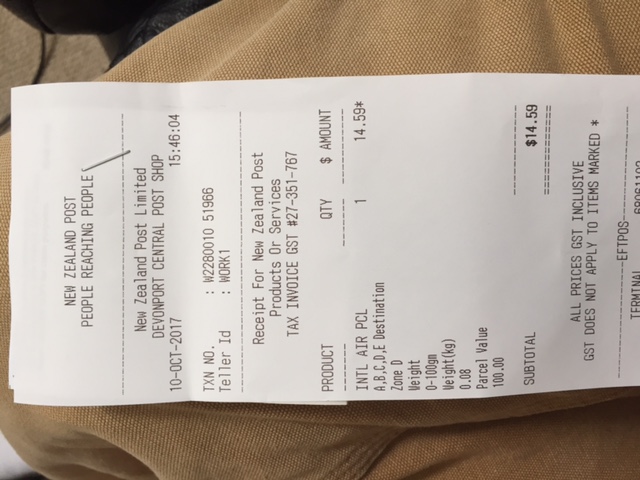 NEW ZEALAND POST
PEOPLE REACHING PEOPLE
New Zealand Post Limited
DEVONPORT CENTRAL POST SHOP
10-OCT-2017 15:46:04
TXN NO. : W2280010 51966
Teller Id : WORK1
Receipt For New Zealand Post
Products Or Services
TAX INVOICE GST #27-351-767
PRODUCT QTY $ AMOUNT
INTL AIR PCL 1 14.59*
A,B,C,D,E Destination
Zone D
Weight
0-100gm
Weight(kg)
0.08
Parcel Value
100.00
SUBTOTAL $14.59
ALL PRICES GST INCLUSIVE
GST DOES NOT APPLY TO ITEMS MARKED *
EFTPOS
TERMINAL